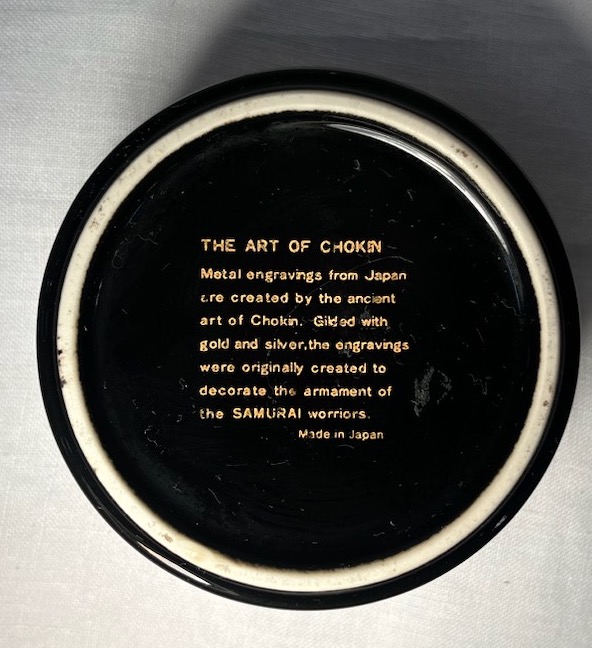 THE ART OF CHOKIN
Metal engravings from Japan
are created by the ancient
art of Chokin. Gilded with
gold and silver,the engravings
were originally created to
decorate the armament of
the SAMURAI worriors.
Made in Japan